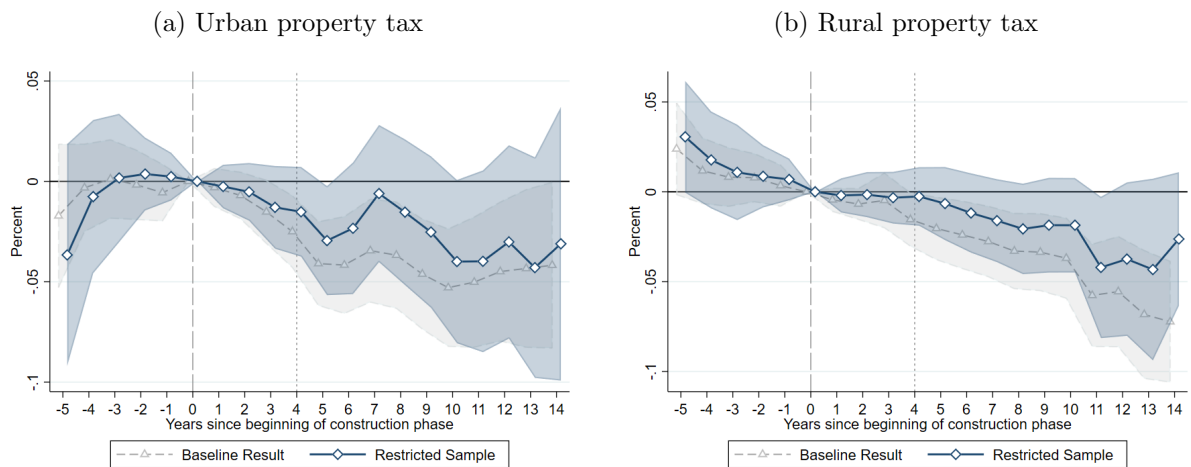 (a) Urban property tax
Percent
.05
0
-.05
-.1
-5 -4 -3 -2 -1 0 1 2 3 4 5 6 7 8 9 10 11 12 13 14
Years since beginning of construction phase
Baseline Result Restricted Sample
(b) Rural property tax
Percent
.05
0
-.05
-.1
-5 -4 -3 -2 -1 0 1 2 3 4 5 6 7 8 9 10 11 12 13 14
Years since beginning of construction phase
Baseline Result Restricted Sample